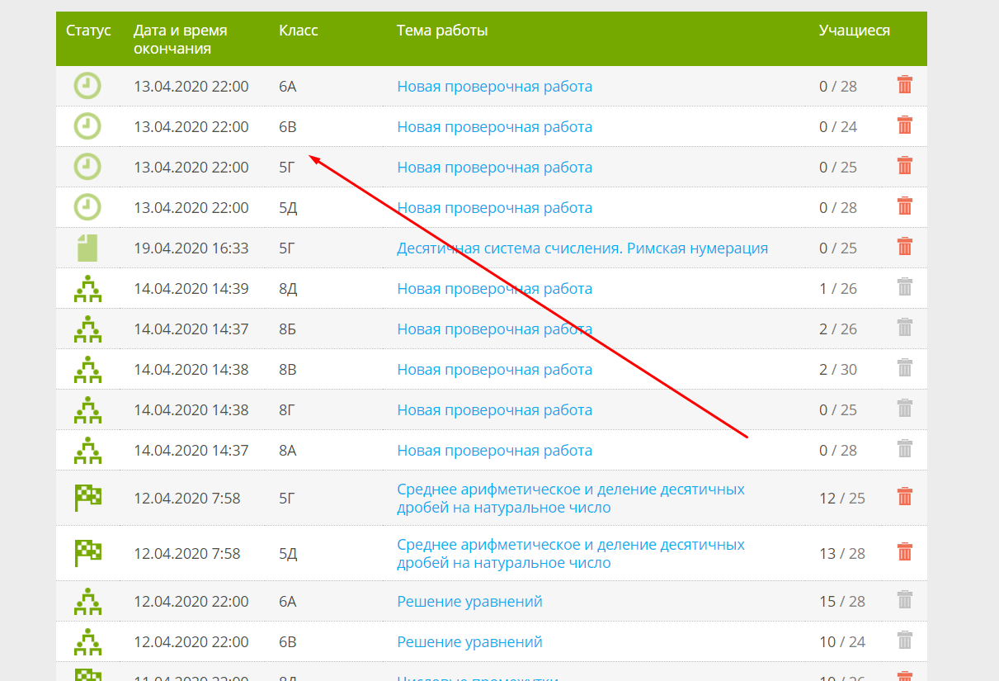 Статус Дата и время окончания Класс Тема работы Учащиеся
13.04.2020 22:00 6А Новая проверочная работа 0 / 28
13.04.2020 22:00 6В Новая проверочная работа 0 / 24
13.04.2020 22:00 5Г Новая проверочная работа 0 / 25
13.04.2020 22:00 5Д Новая проверочная работа 0 / 28
19.04.2020 16:33 5Г Десятичная система счисления. Римская нумерация 0 / 25
14.04.2020 14:39 8Д Новая проверочная работа 1 / 26
14.04.2020 14:37 8Б Новая проверочная работа 2 / 26
14.04.2020 14:38 8В Новая проверочная работа 2 / 30
14.04.2020 14:38 8Г Новая проверочная работа 0 / 25
14.04.2020 14:37 8А Новая проверочная работа 0 / 28
12.04.2020 7:58 5Г Среднее арифметическое и деление десятичных
дробей на натуральное число 12 / 25
12.04.2020 7:58 5Д Среднее арифметическое и деление десятичных
дробей на натуральное число 13 / 28
12.04.2020 22:00 6А Решение уравнений 15 / 28
12.04.2020 22:00 6В Решение уравнений 10 / 24
11.04.2020 22:00 Числовые промежутки